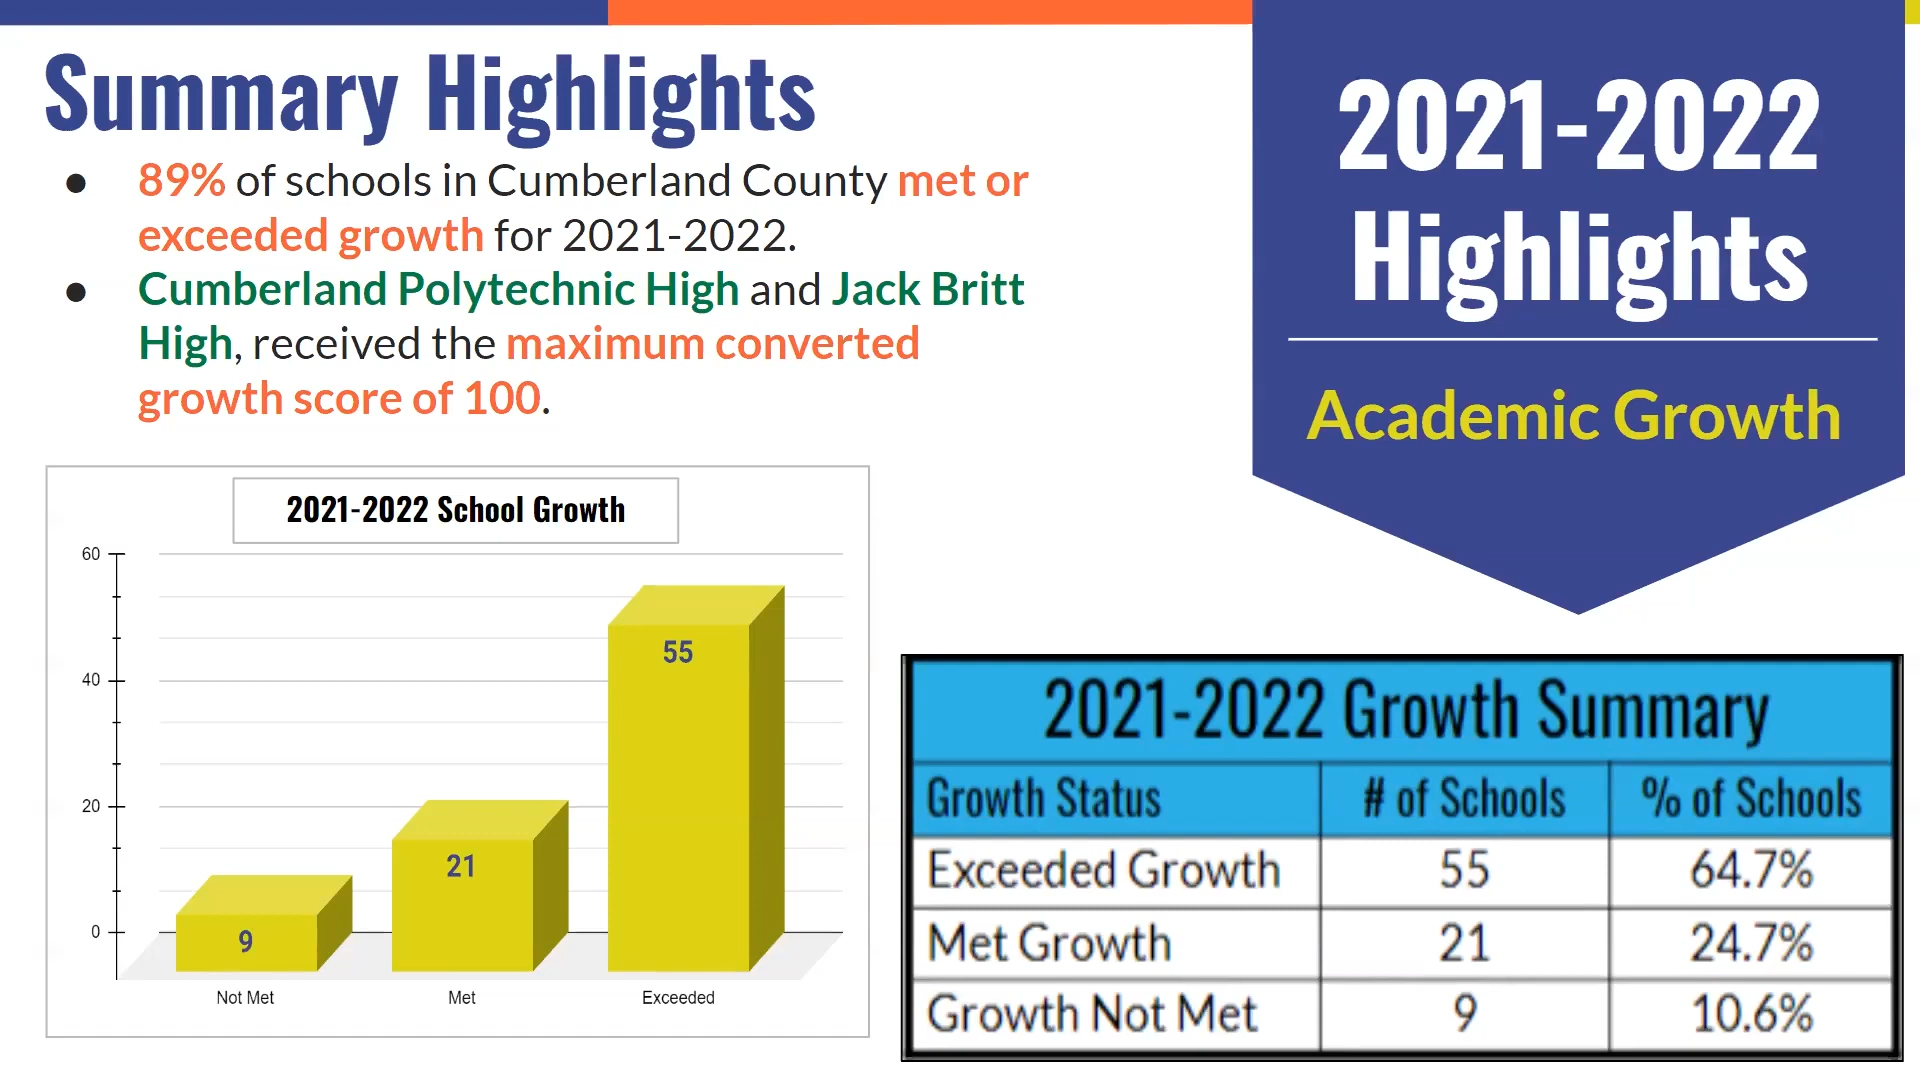 Summary Highlights
● 89% of schools in Cumberland County met or
exceeded growth for 2021-2022.
● Cumberland Polytechnic High and Jack Britt
High, received the maximum converted
growth score of 100.
2021-2022
Highlights
Academic Growth
2021-2022 School Growth
60
40
20
0
9
21
55
Not Met
Met
Exceeded
2021-2022 Growth Summary
Growth Status # of Schools % of Schools
Exceeded Growth 55 64.7%
Met Growth 21 24.7%
Growth Not Met 9 10.6%